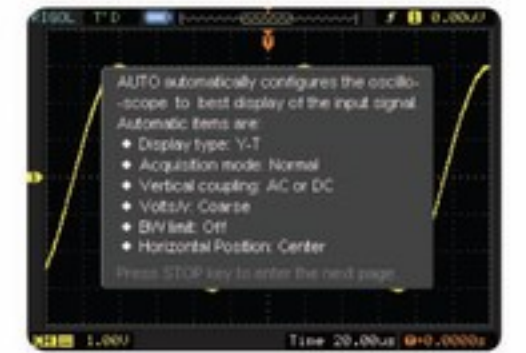 RIGOL T'D 0.00uV
T
AUTO automatically configures the oscillo-
-scope to best display of the input signal
Automatic items are:
◆ Display type: Y-T
◆ Acquisition mode: Normal
◆ Vertical coupling: AC or DC
◆ Volts/v: Coarse
◆ BW limit: Off
◆ Horizontal Position: Center
Press STOP key to enter the next page.
1
CH1 1.00V Time 20.00us 0.0000s